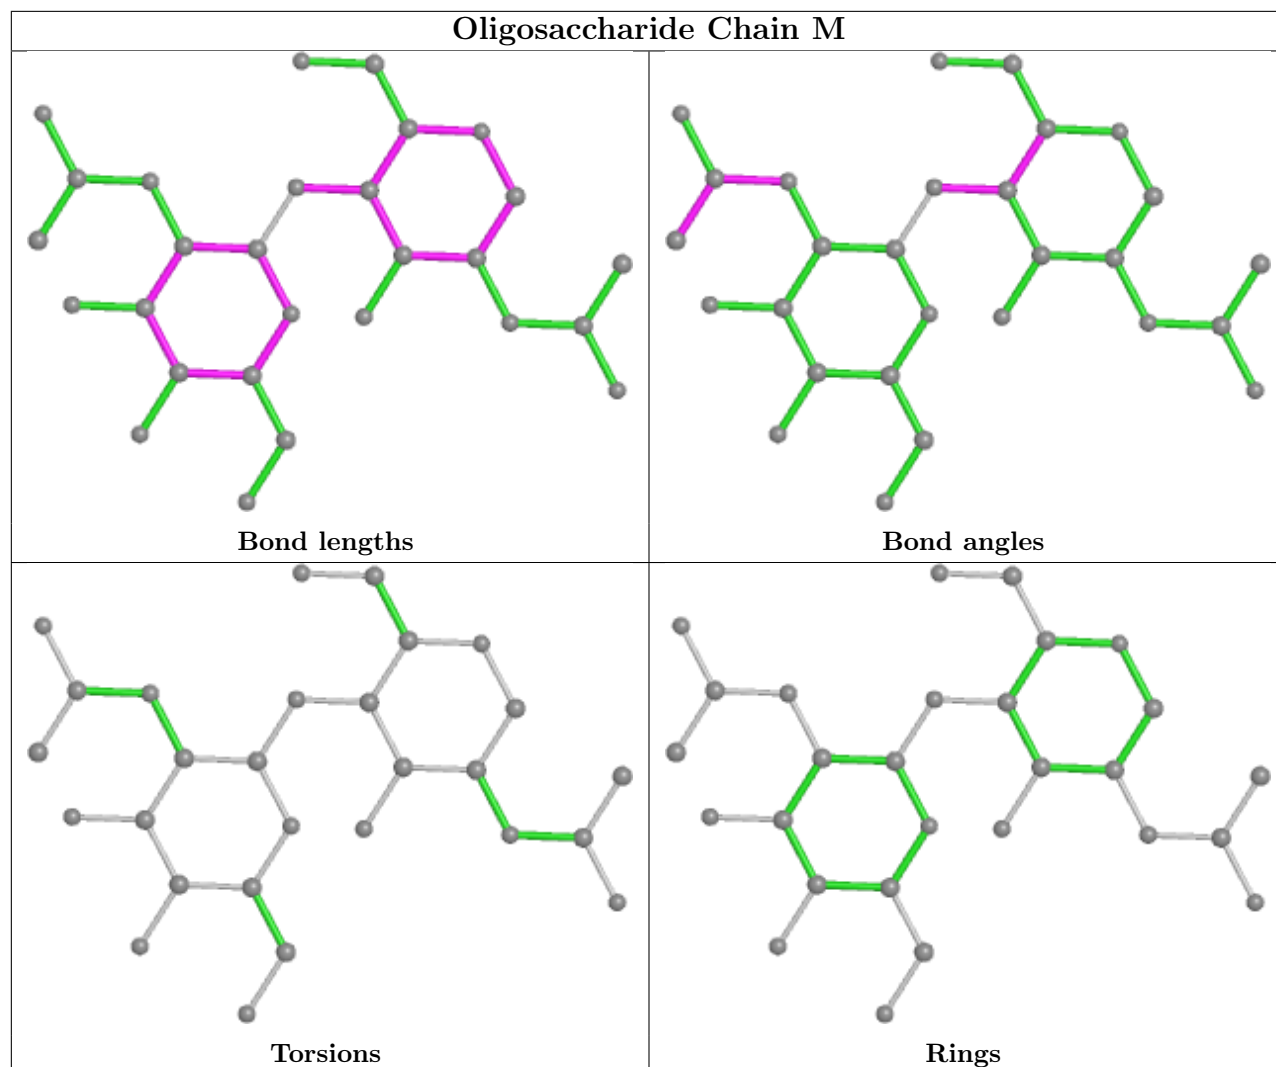 Oligosaccharide Chain M
Bond lengths
Bond angles
Torsions
Rings